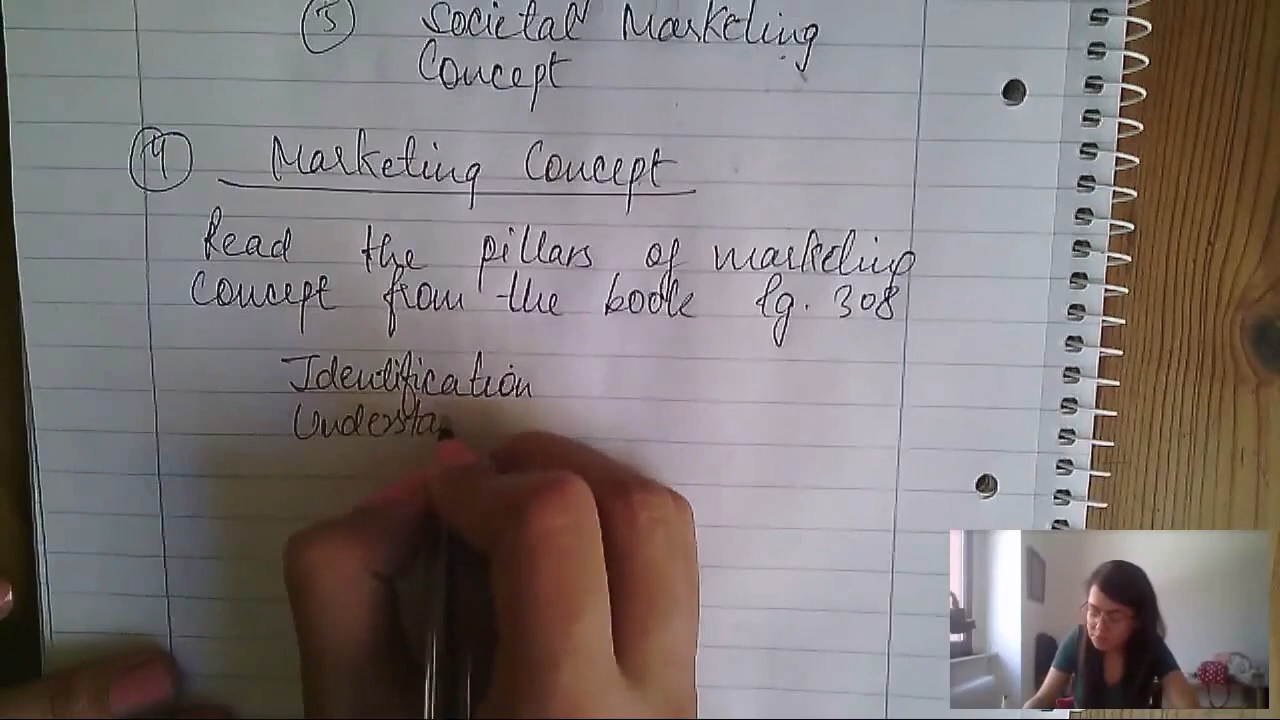 5 Societal Marketing
Concept
4 Marketing Concept
Read the pillars of marketing
Concept from the book Pg. 308
Identification
Understa